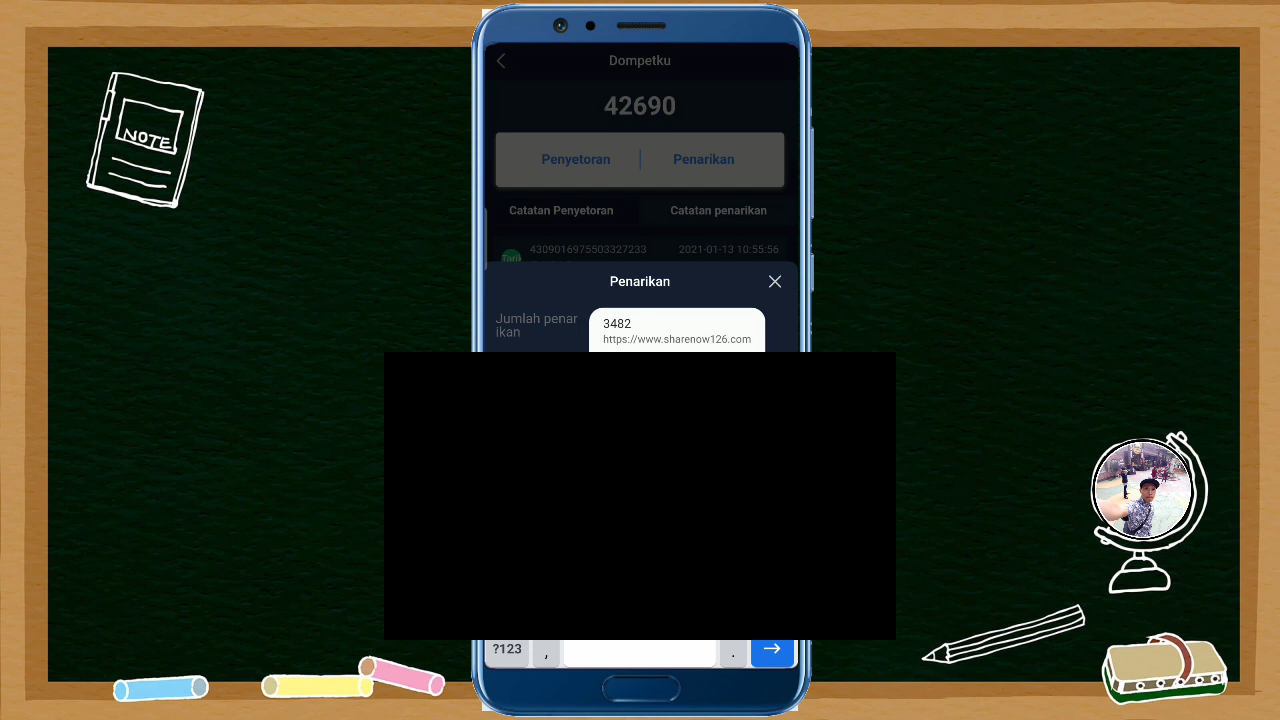 NOTE
Dompetku
42690
Penyetoran
Penarikan
Catatan Penyetoran
Catatan penarikan
4309016975503327233
2021-01-13 10:55:56
Tarik
Penarikan
Jumlah penar
ikan
3482
https://www.sharenow126.com
?123
,
.